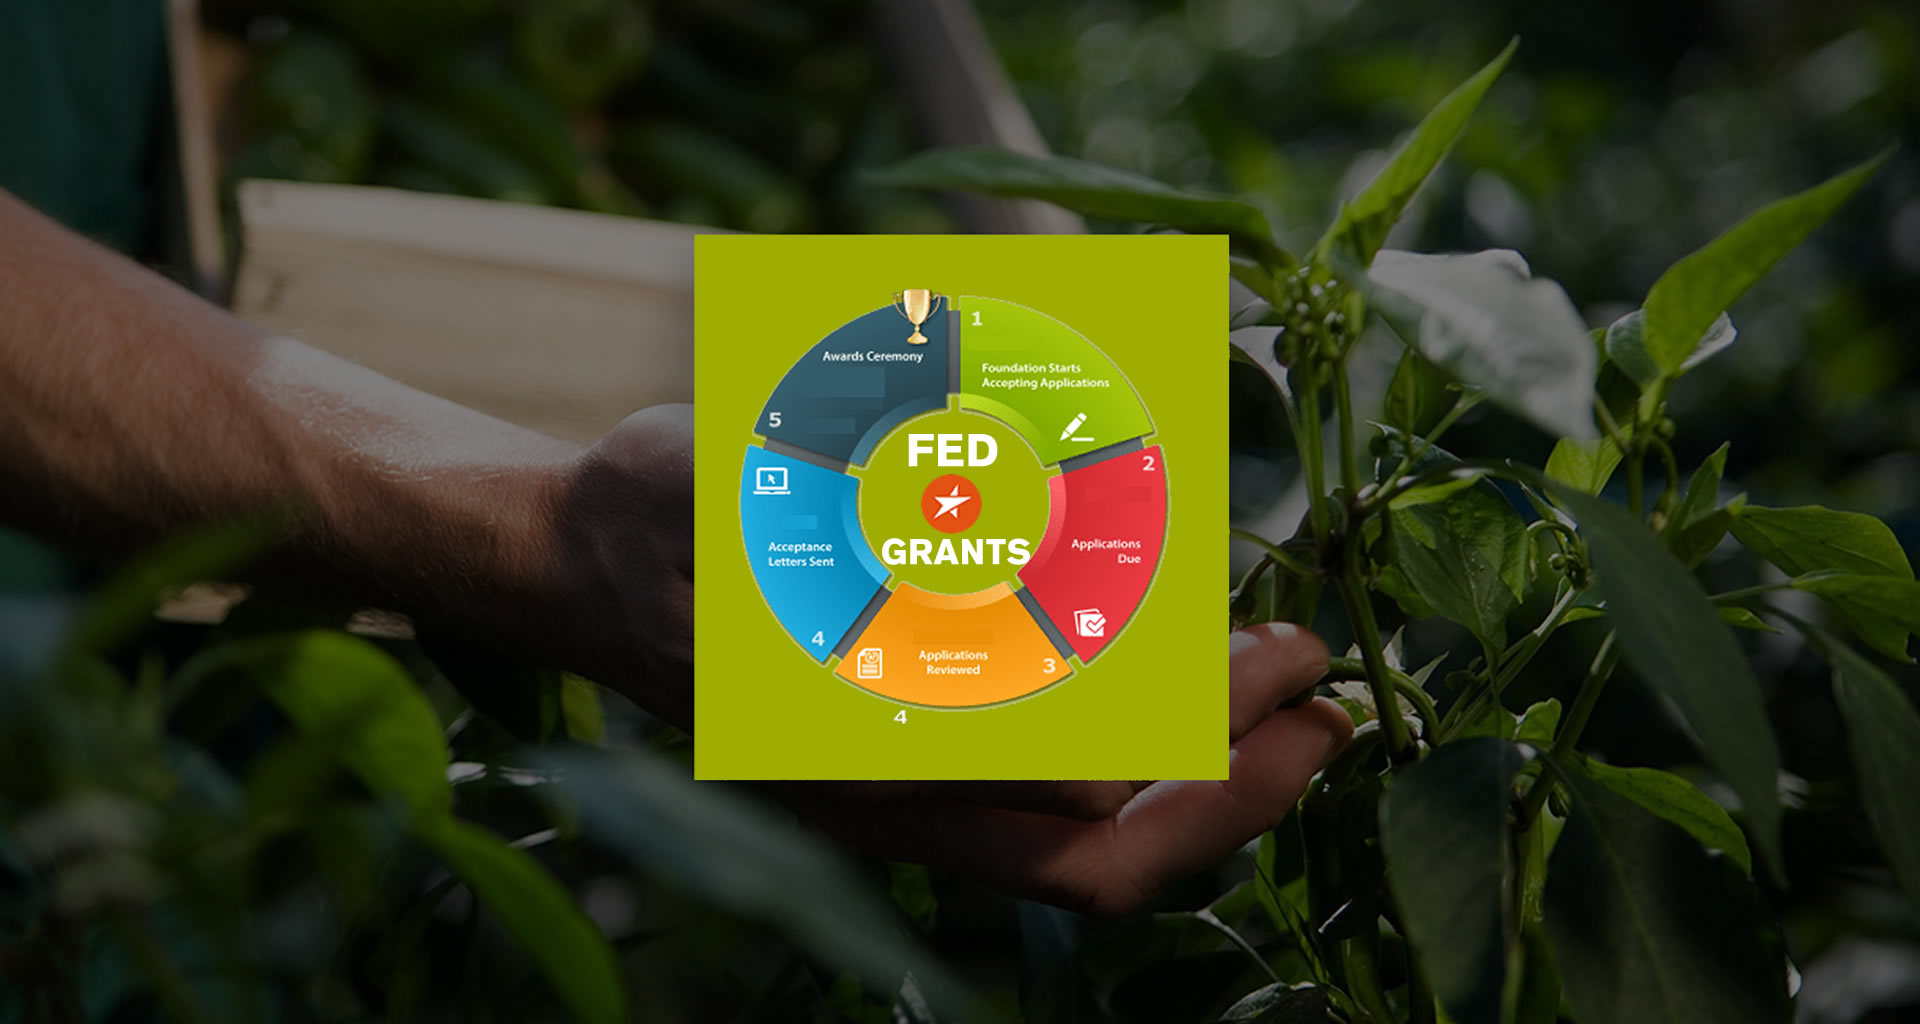 FED
GRANTS
1
Foundation Starts
Accepting Applications
2
Applications
Due
3
Applications
Reviewed
4
Acceptance
Letters Sent
5
Awards Ceremony
4